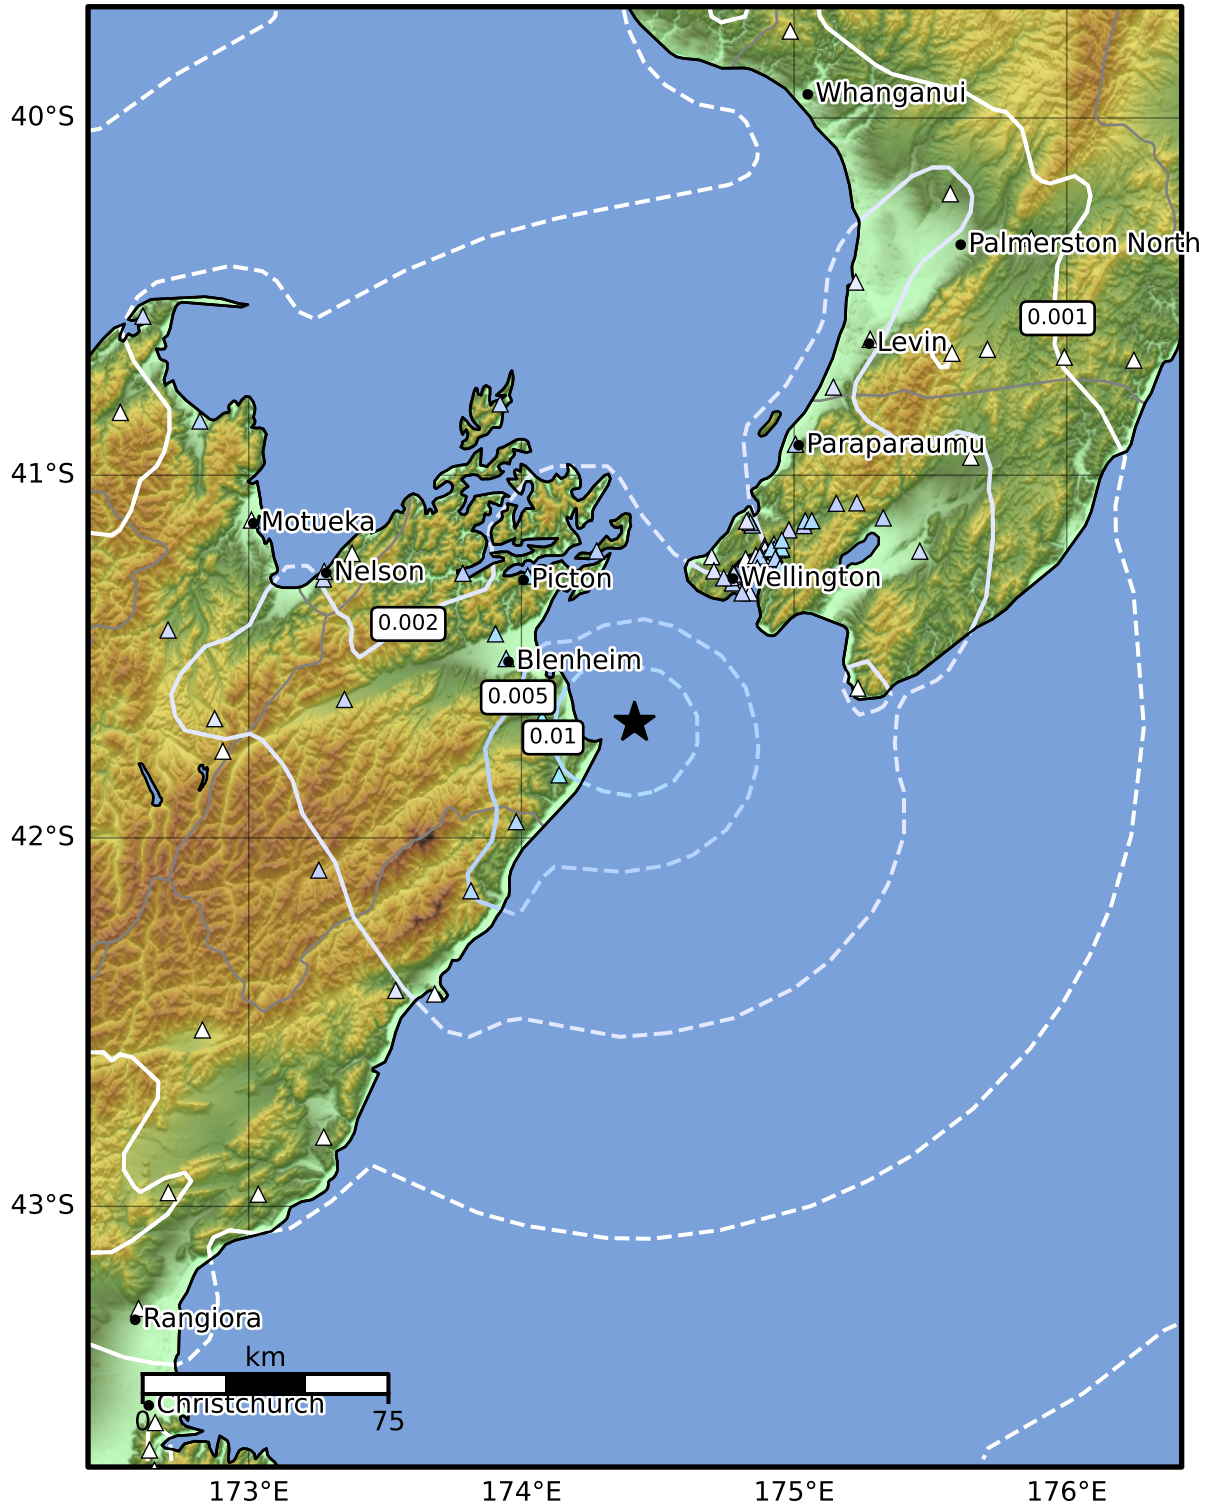 Whanganui
40°S
Palmerston North
0.001
Levin
Paraparaumu
41°S
Motueka
Nelson
Picton
Wellington
0.002
Blenheim
0.005
0.01
42°S
43°S
Rangiora
km
Christchurch
0 75
173°E 174°E 175°E 176°E